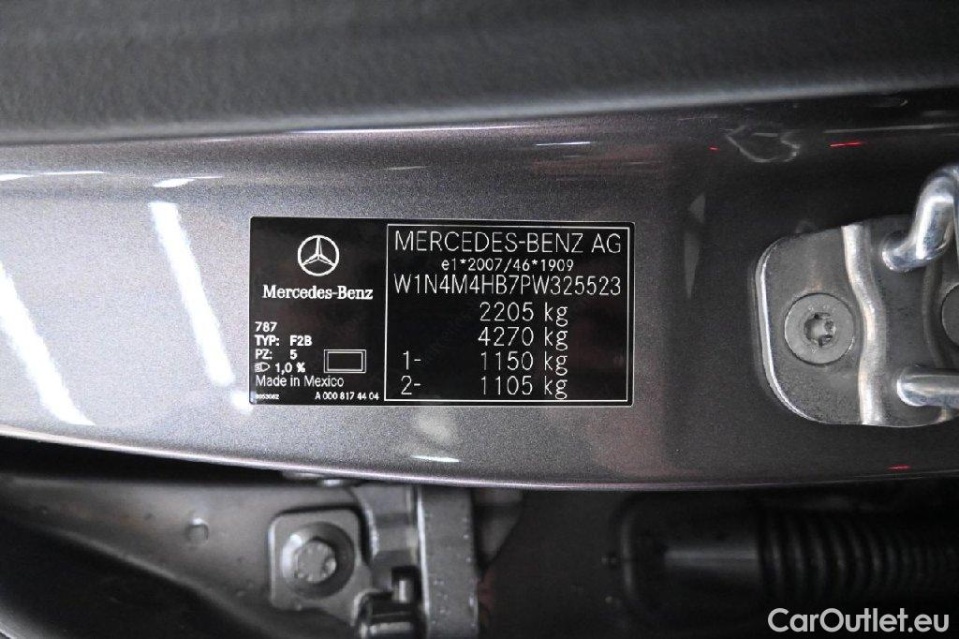 MERCEDES-BENZ AG
e1*2007/46*1909
W1N4M4HB7PW325523
2205 kg
4270 kg
1- 1150 kg
2- 1105 kg
Mercedes-Benz
787
TYP: F2B
PZ: 5
1,0 %
Made in Mexico
A 000 817 44 04
CarOutlet.eu